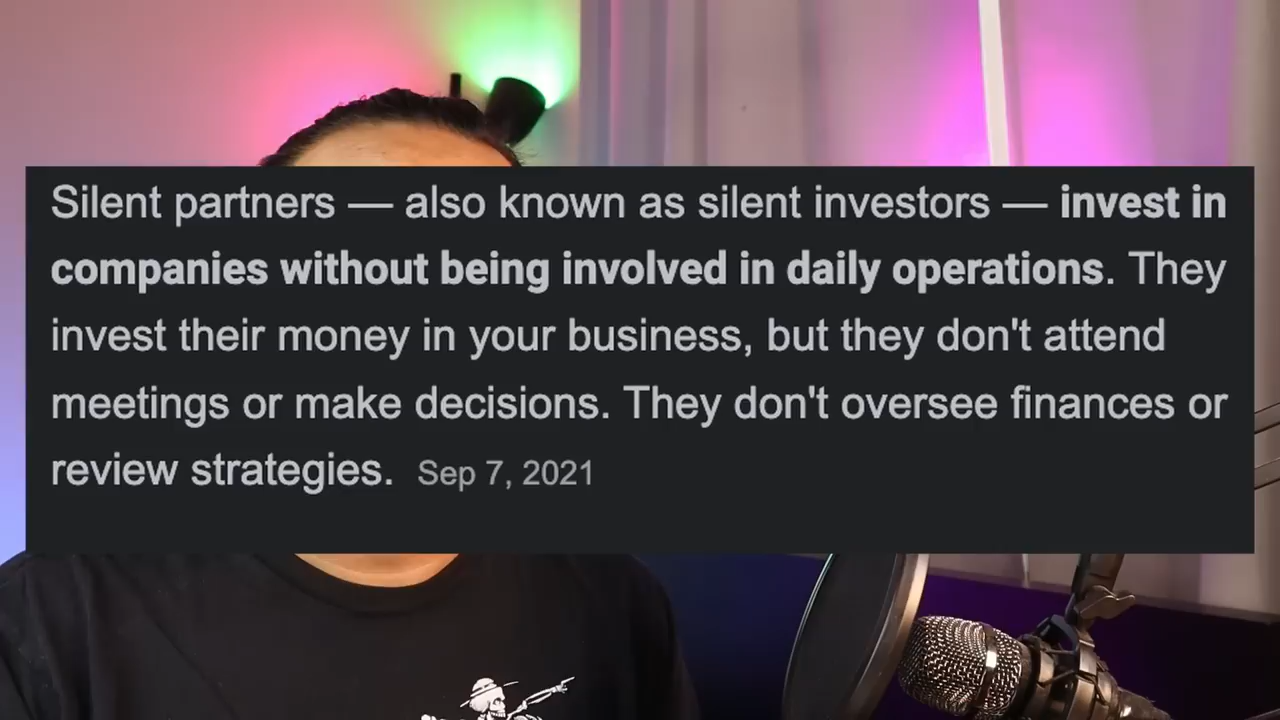 Silent partners — also known as silent investors — invest in
companies without being involved in daily operations. They
invest their money in your business, but they don't attend
meetings or make decisions. They don't oversee finances or
review strategies. Sep 7, 2021